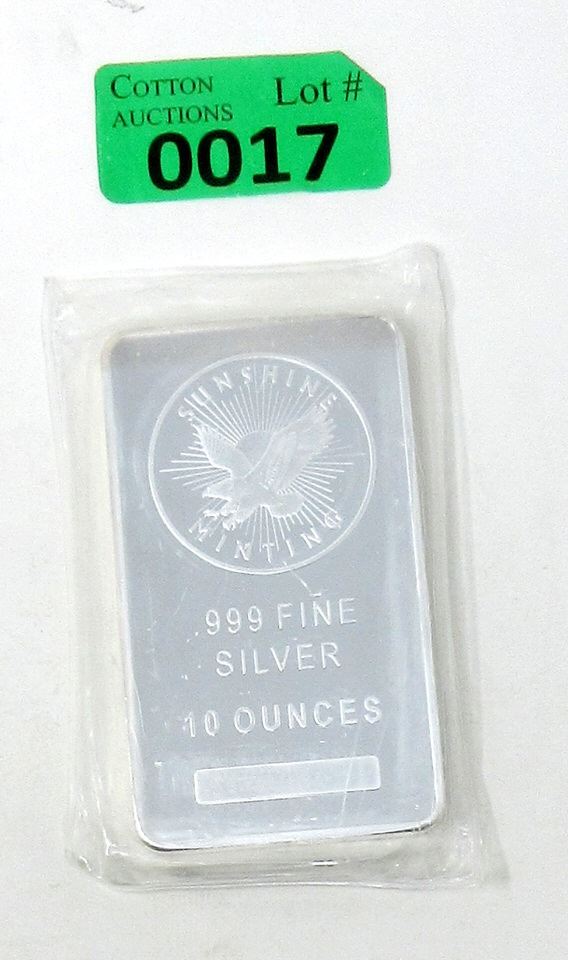 COTTON
AUCTIONS
Lot #
0017
SUNSHINE
MINTING
.999 FINE
SILVER
10 OUNCES